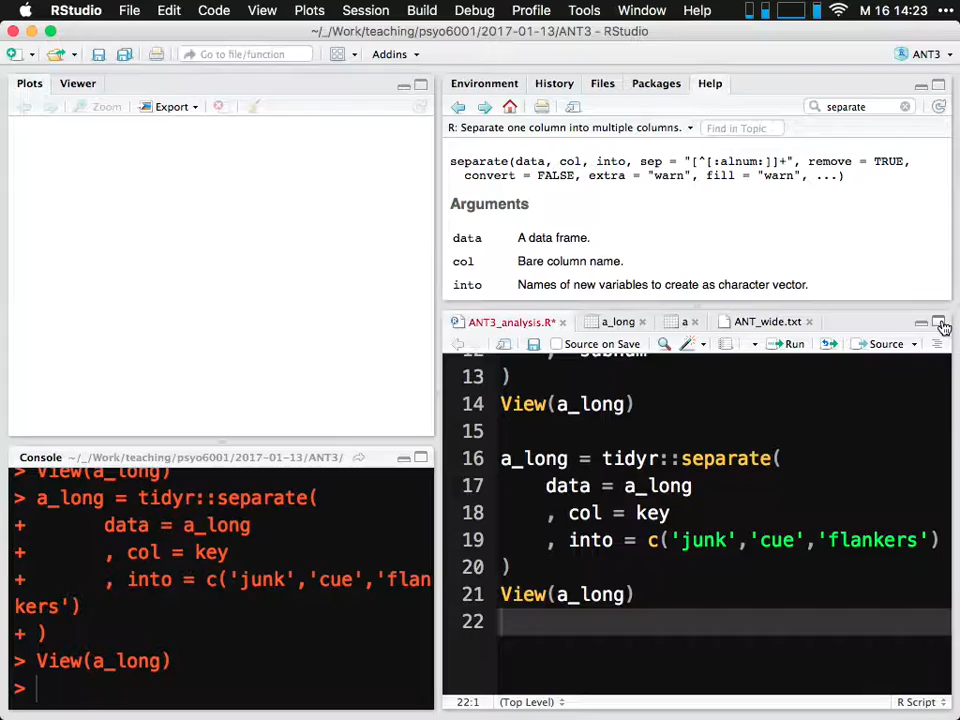 RStudio File Edit Code View Plots Session Build Debug Profile Tools Window Help M 16 14:23
~/_/Work/teaching/psyo6001/2017-01-13/ANT3 - RStudio
Go to file/function Addins ANT3
Plots Viewer
Zoom Export
Environment History Files Packages Help
separate
R: Separate one column into multiple columns. Find in Topic
separate(data, col, into, sep = "[^[:alnum:]]+", remove = TRUE,
convert = FALSE, extra = "warn", fill = "warn", ...)
Arguments
data A data frame.
col Bare column name.
into Names of new variables to create as character vector.
ANT3_analysis.R* a_long a ANT_wide.txt
Source on Save Run Source
13 )
14 View(a_long)
15
16 a_long = tidyr::separate(
17 data = a_long
18 , col = key
19 , into = c('junk','cue','flankers')
20 )
21 View(a_long)
22
22:1 (Top Level) R Script
Console ~/_/Work/teaching/psyo6001/2017-01-13/ANT3/
> View(a_long)
> a_long = tidyr::separate(
+ data = a_long
+ , col = key
+ , into = c('junk','cue','flan
kers')
+ )
> View(a_long)
>